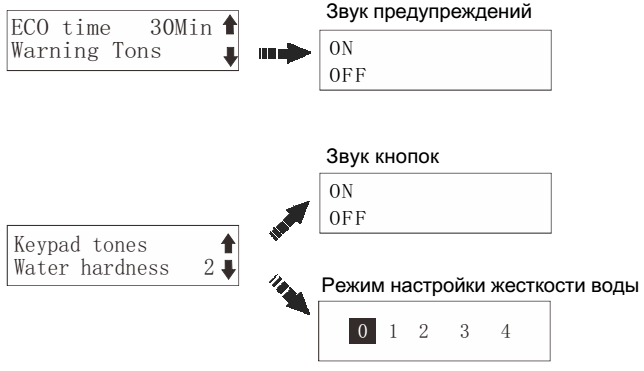 Звук предупреждений
ECO time 30Min
Warning Tons
ON
OFF
Звук кнопок
ON
OFF
Keypad tones
Water hardness 2
Режим настройки жесткости воды
0 1 2 3 4